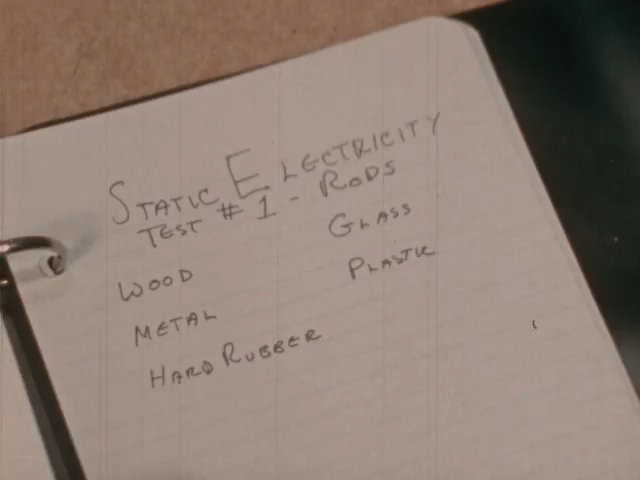 STATIC ELECTRICITY
TEST # 1 - RODS
WOOD
METAL
HARD RUBBER
GLASS
PLASTIC